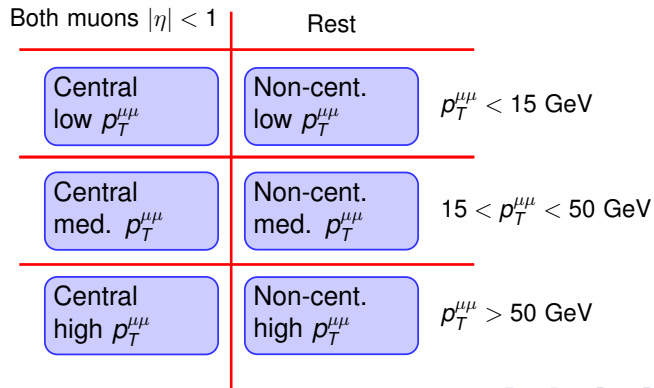 Both muons |η| < 1 Rest
Central low p_T^{μμ} Non-cent. low p_T^{μμ} p_T^{μμ} < 15 GeV
Central med. p_T^{μμ} Non-cent. med. p_T^{μμ} 15 < p_T^{μμ} < 50 GeV
Central high p_T^{μμ} Non-cent. high p_T^{μμ} p_T^{μμ} > 50 GeV